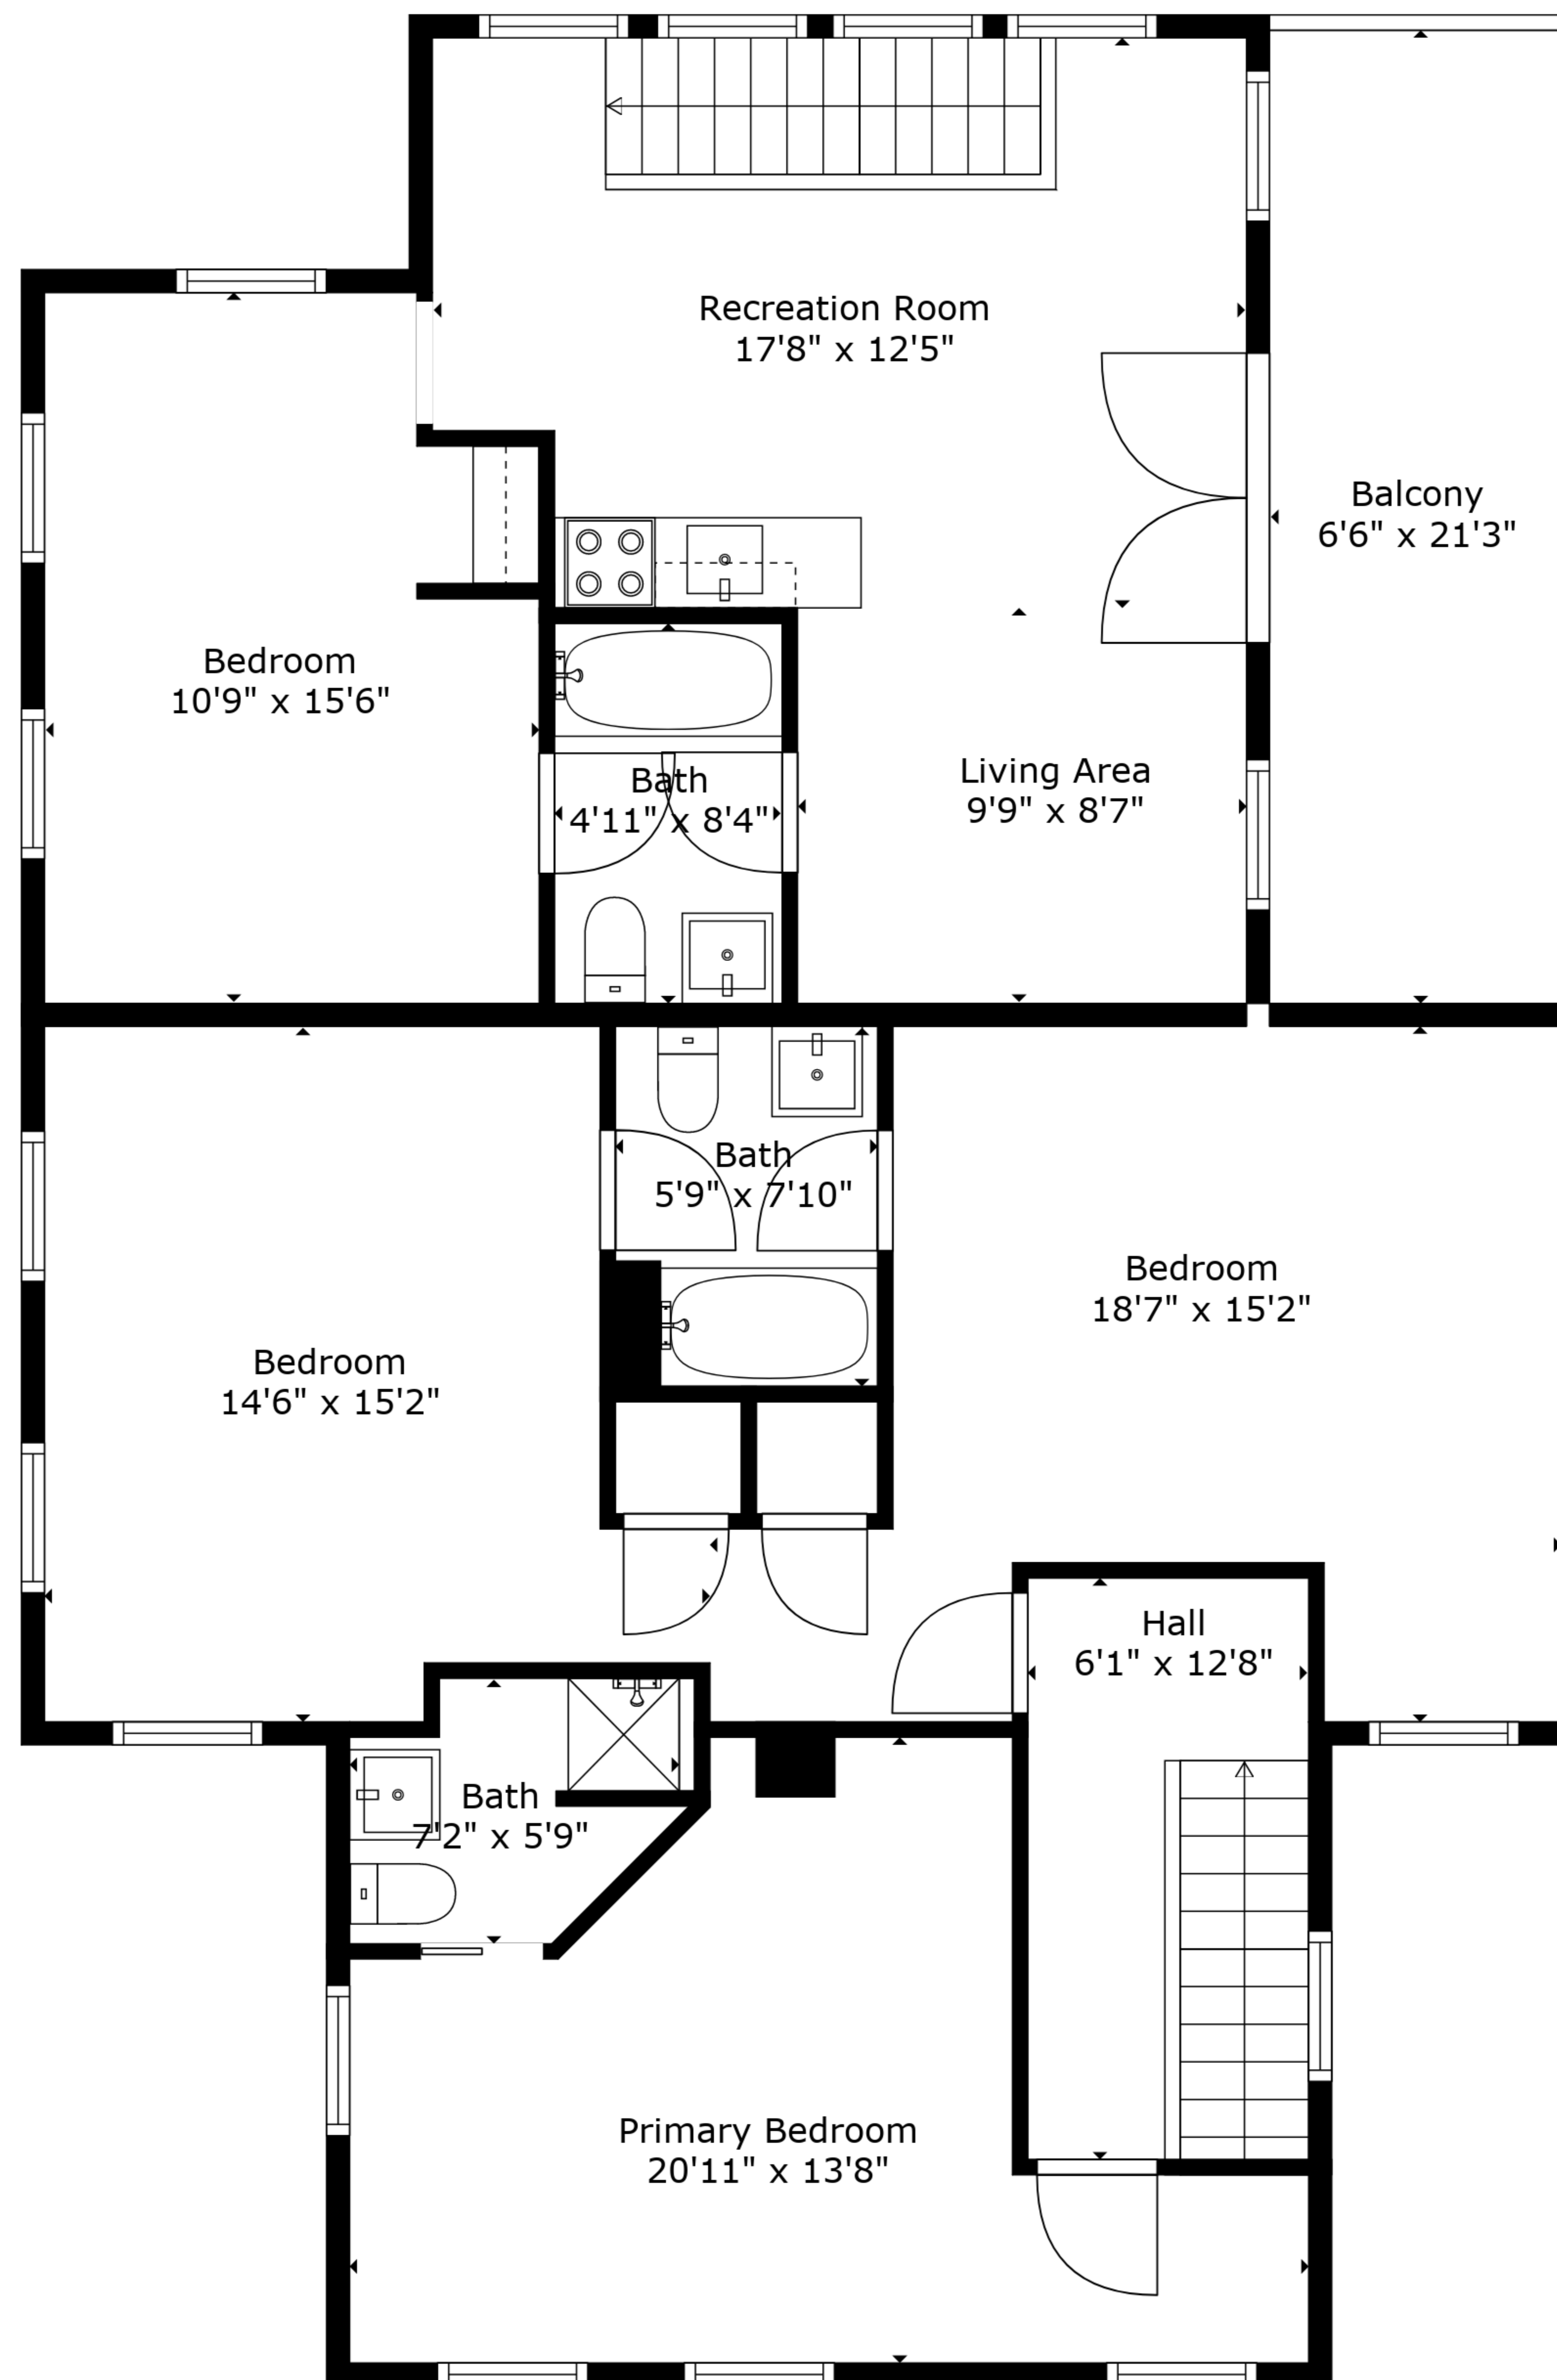 Recreation Room
17'8" x 12'5"
Balcony
6'6" x 21'3"
Bedroom
10'9" x 15'6"
Bath
4'11" x 8'4"
Living Area
9'9" x 8'7"
Bath
5'9" x 7'10"
Bedroom
18'7" x 15'2"
Bedroom
14'6" x 15'2"
Hall
6'1" x 12'8"
Bath
7'2" x 5'9"
Primary Bedroom
20'11" x 13'8"